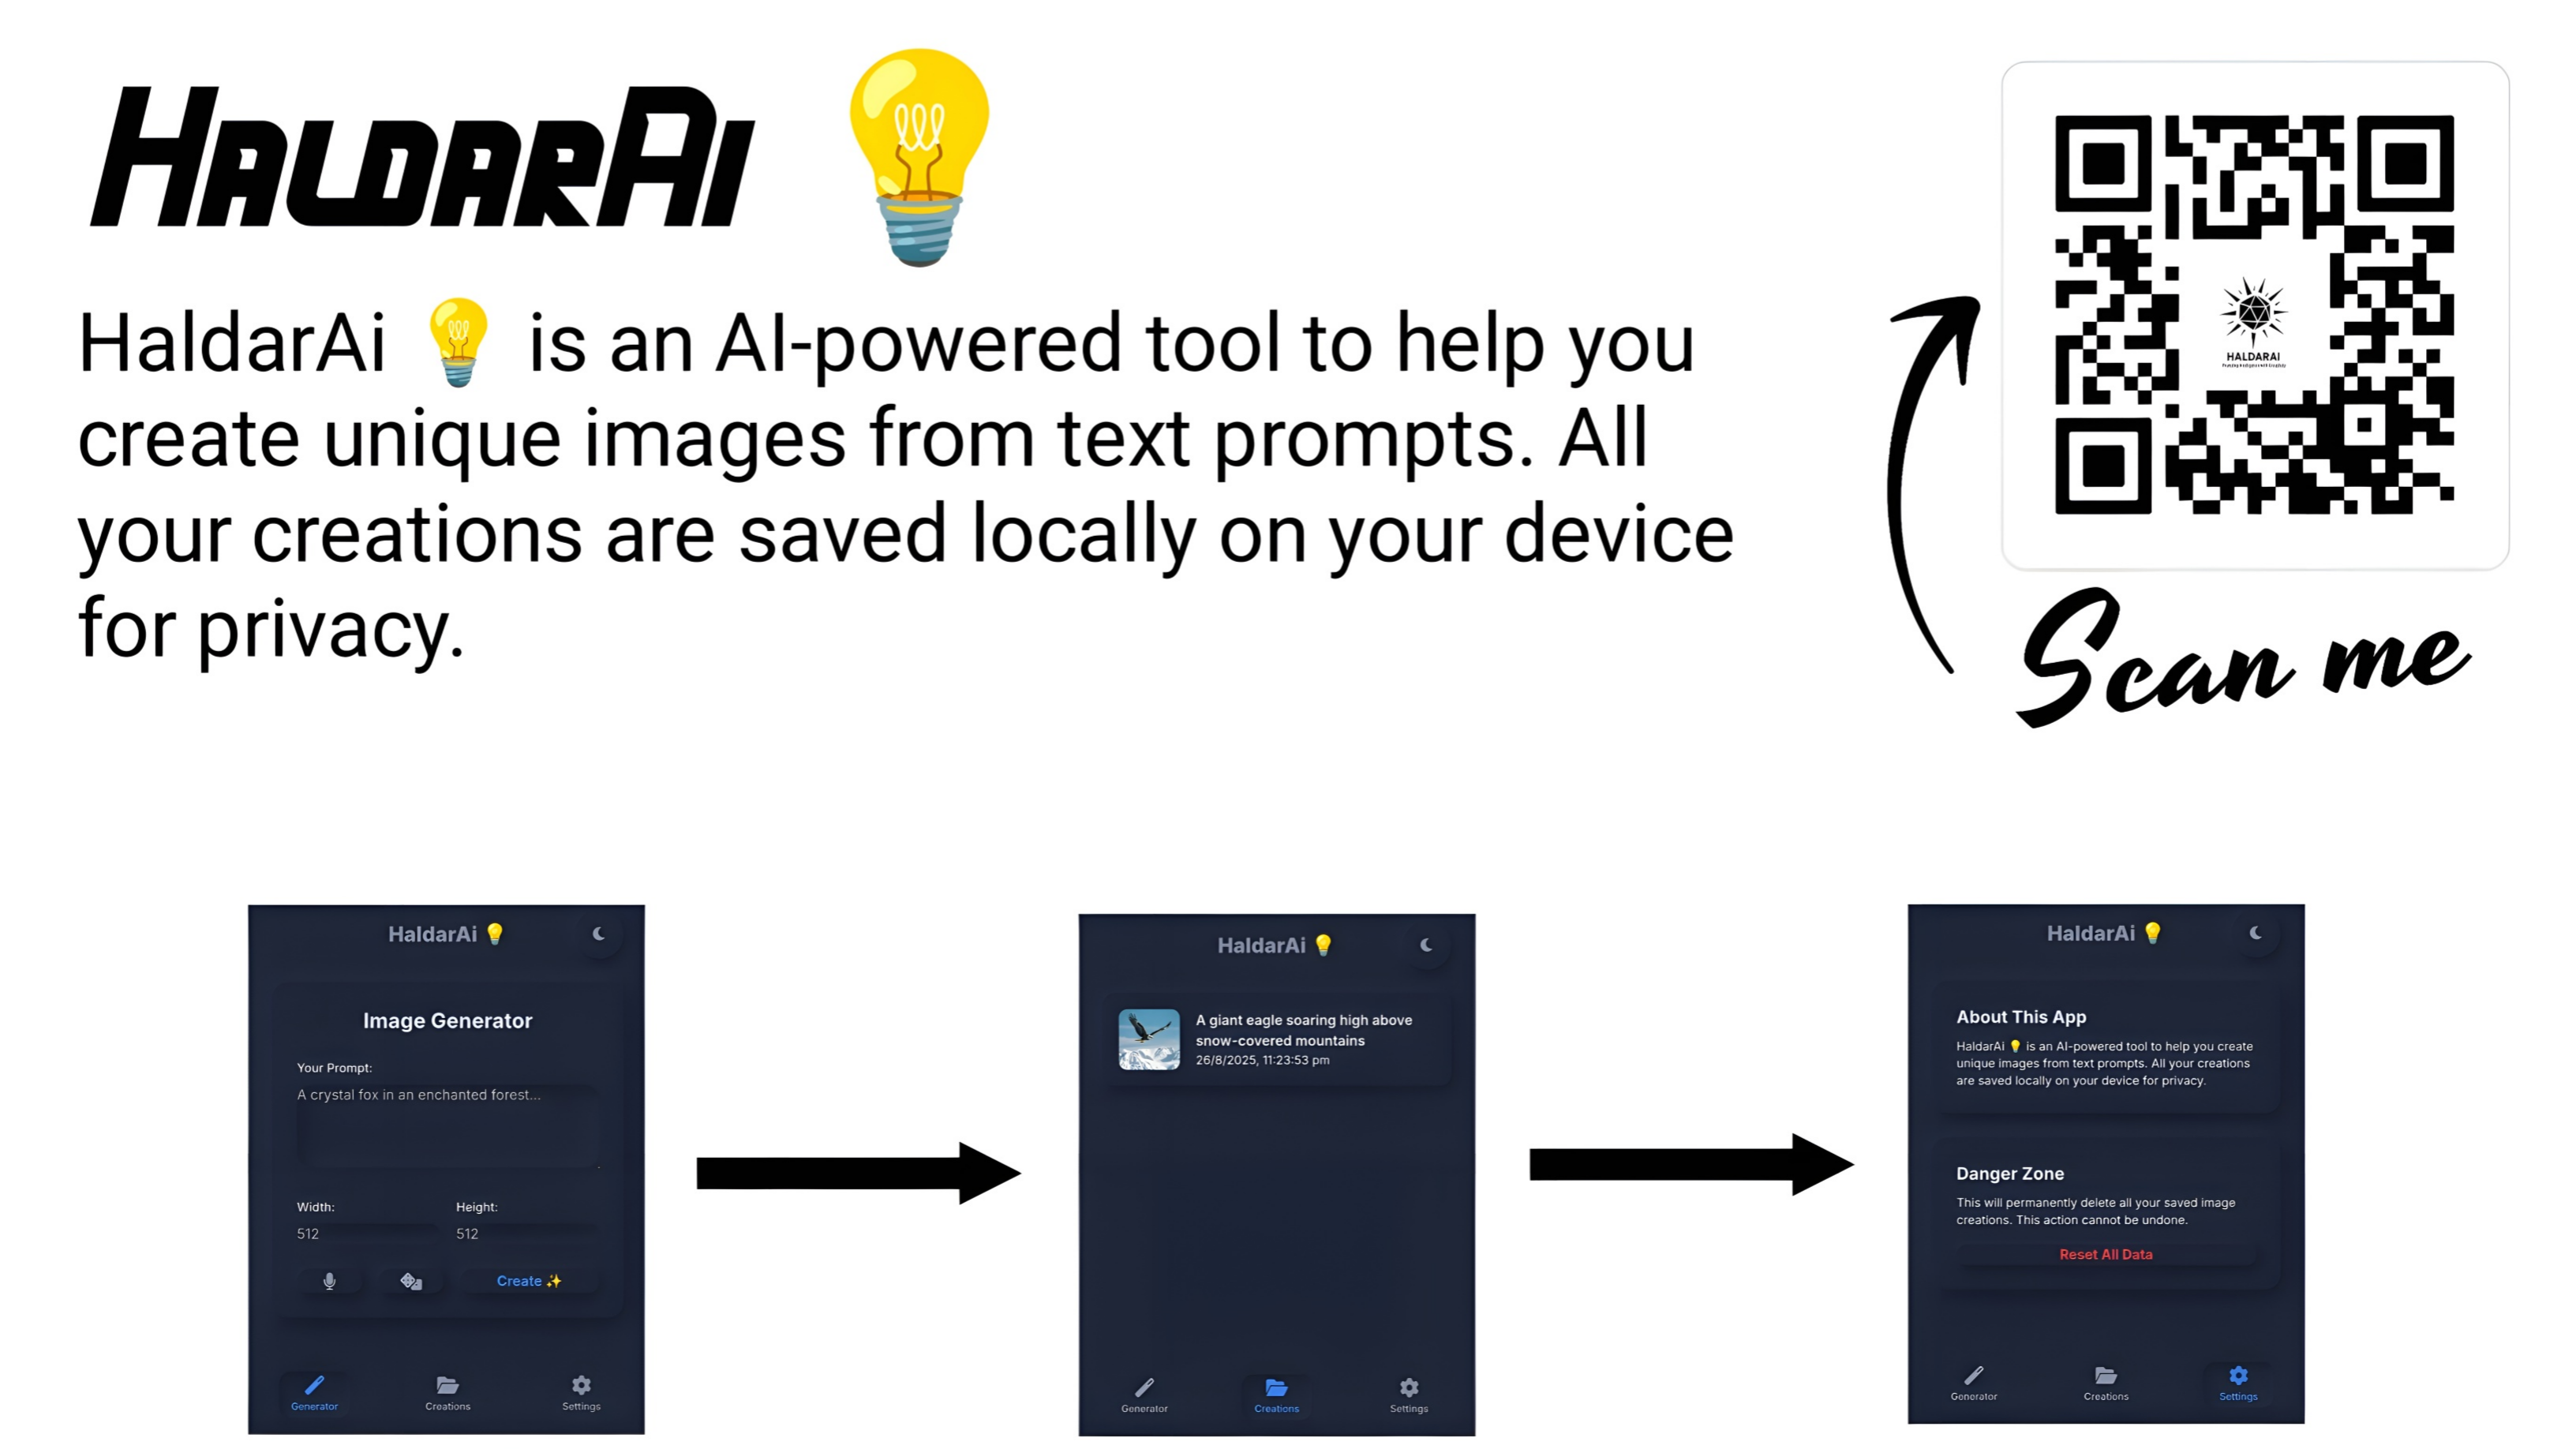 HALDARAI
HaldarAi 💡 is an AI-powered tool to help you
create unique images from text prompts. All
your creations are saved locally on your device
for privacy.
HALDARAI
Scan me
HaldarAi 💡
Image Generator
Your Prompt:
A crystal fox in an enchanted forest...
Width:
Height:
512
512
Create ✨
Generator
Creations
Settings
HaldarAi 💡
A giant eagle soaring high above
snow-covered mountains
26/8/2025, 11:23:53 pm
Generator
Creations
Settings
HaldarAi 💡
About This App
HaldarAi 💡 is an AI-powered tool to help you create
unique images from text prompts. All your creations
are saved locally on your device for privacy.
Danger Zone
This will permanently delete all your saved image
creations. This action cannot be undone.
Reset All Data
Generator
Creations
Settings